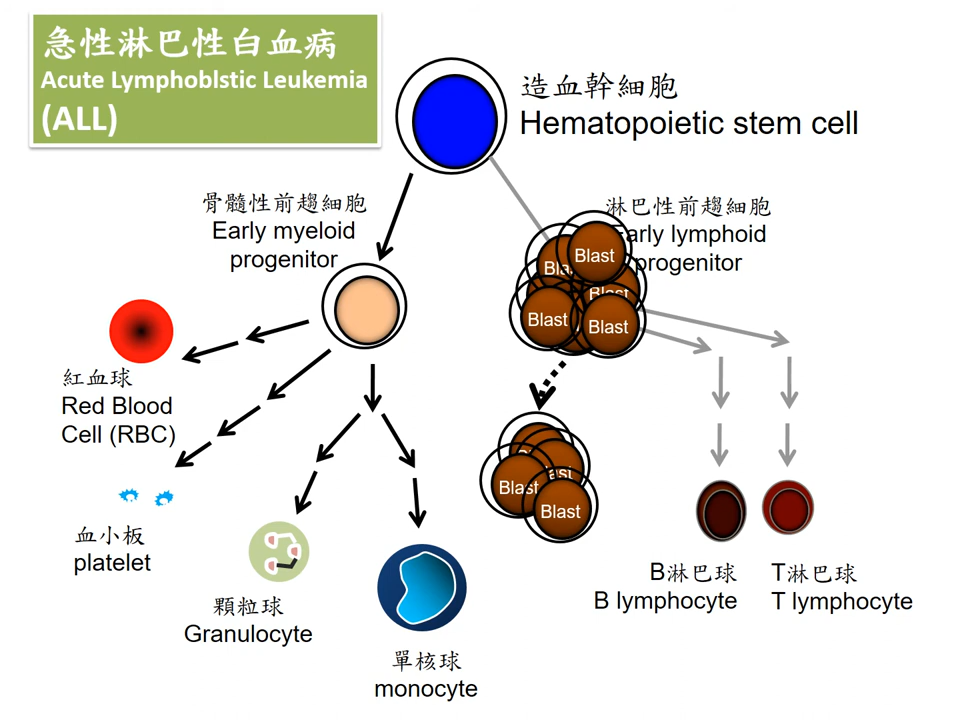 急性淋巴性白血病
Acute Lymphoblstic Leukemia
(ALL)
造血幹細胞
Hematopoietic stem cell
骨髓性前趨細胞
Early myeloid
progenitor
淋巴性前趨細胞
Early lymphoid
progenitor
Blast
Blast
Blast
Blast
Blast
紅血球
Red Blood
Cell (RBC)
血小板
platelet
顆粒球
Granulocyte
單核球
monocyte
Blast
Blast
Blast
B淋巴球
B lymphocyte
T淋巴球
T lymphocyte